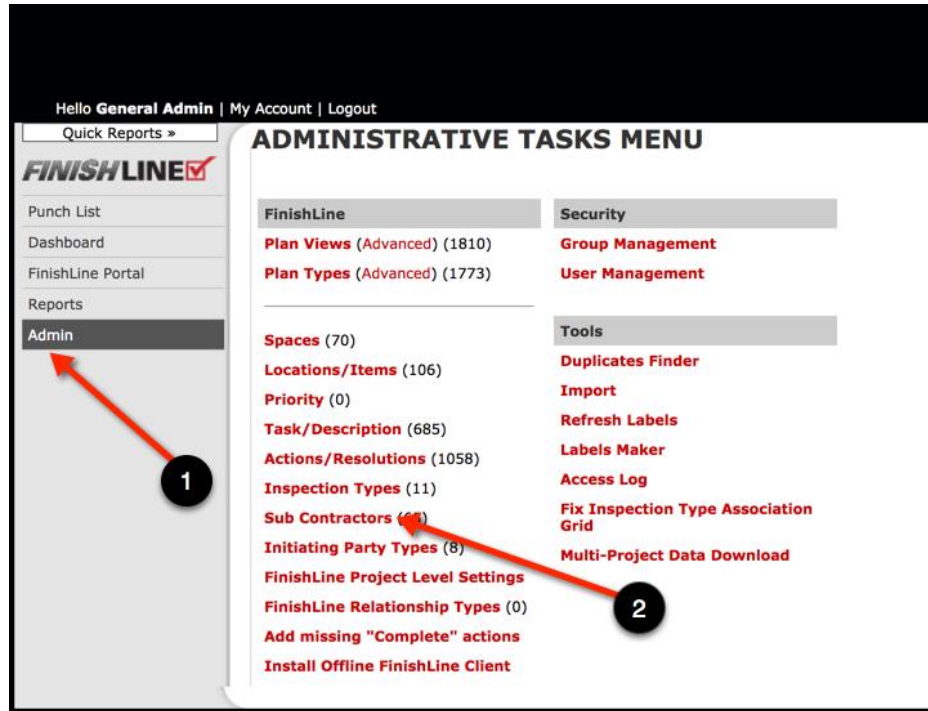 Hello General Admin | My Account | Logout
Quick Reports »
FINISHLINE
Punch List
Dashboard
FinishLine Portal
Reports
Admin
1
ADMINISTRATIVE TASKS MENU
FinishLine
Plan Views (Advanced) (1810)
Plan Types (Advanced) (1773)
Spaces (70)
Locations/Items (106)
Priority (0)
Task/Description (685)
Actions/Resolutions (1058)
Inspection Types (11)
Sub Contractors
Initiating Party Types (8)
FinishLine Project Level Settings
FinishLine Relationship Types (0)
Add missing "Complete" actions
Install Offline FinishLine Client
2
Security
Group Management
User Management
Tools
Duplicates Finder
Import
Refresh Labels
Labels Maker
Access Log
Fix Inspection Type Association
Grid
Multi-Project Data Download